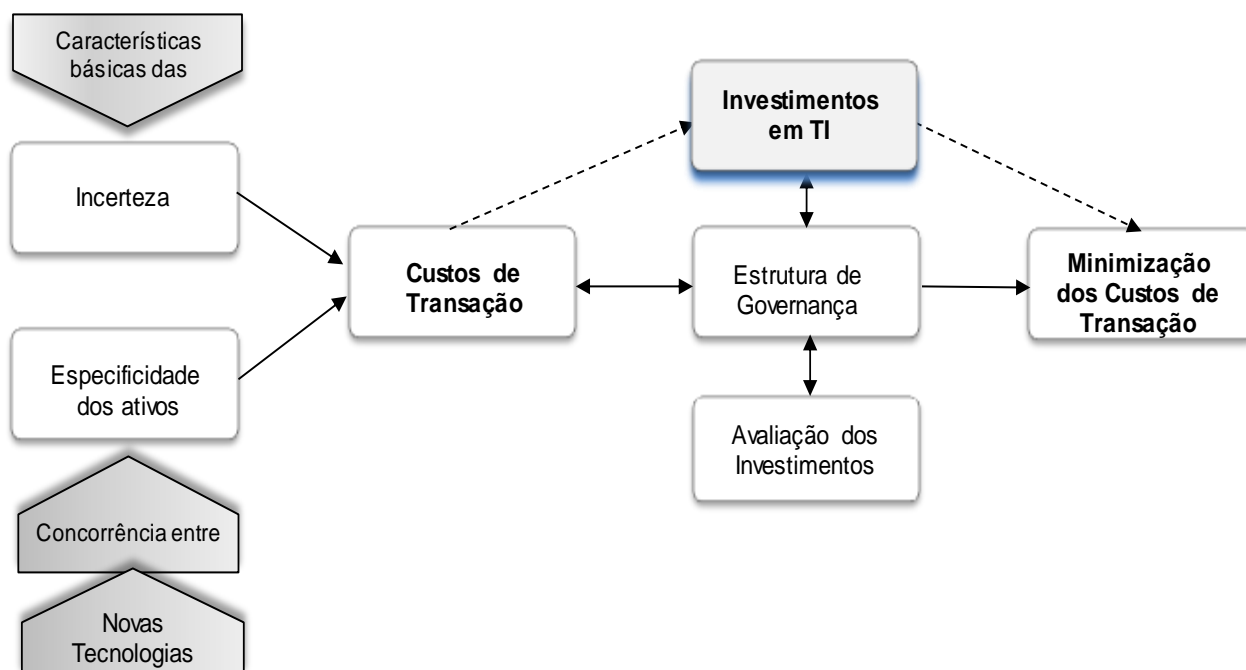 Características
básicas das
Incerteza
Especificidade
dos ativos
Concorrência entre
Novas
Tecnologias
Custos de
Transação
Investimentos
em TI
Estrutura de
Governança
Avaliação dos
Investimentos
Minimização
dos Custos de
Transação